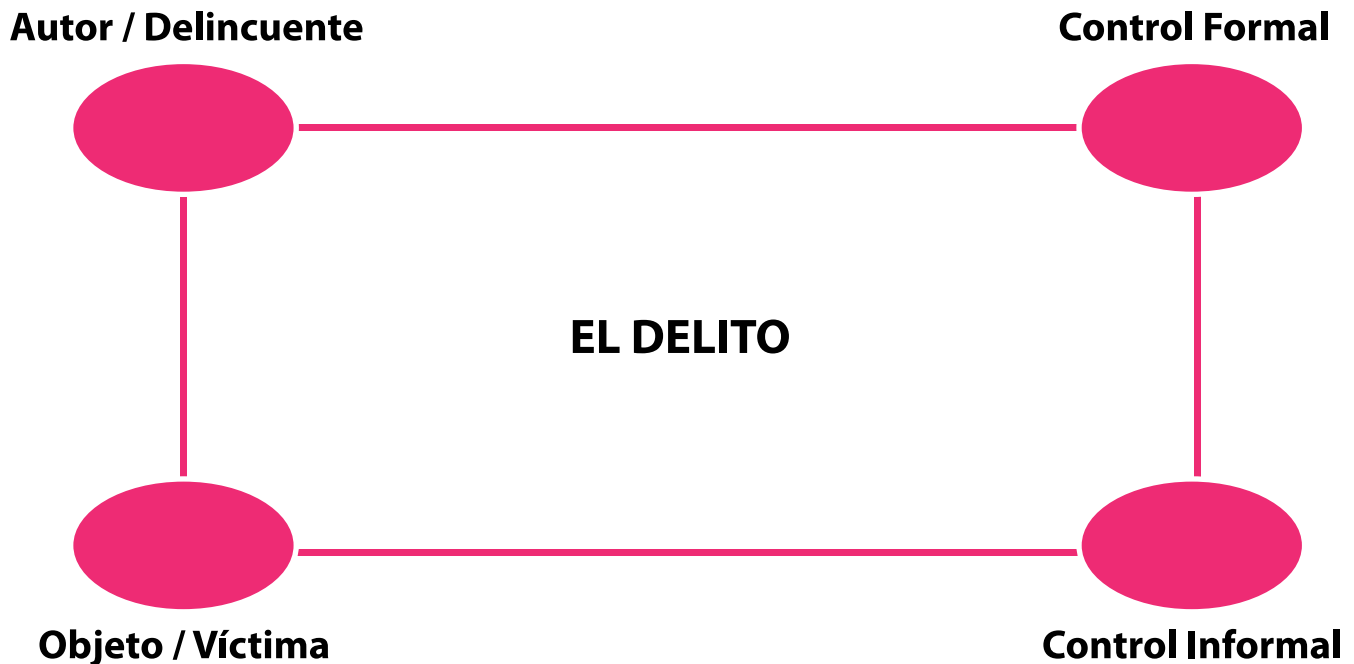 Autor / Delincuente
Control Formal
EL DELITO
Objeto / Víctima
Control Informal